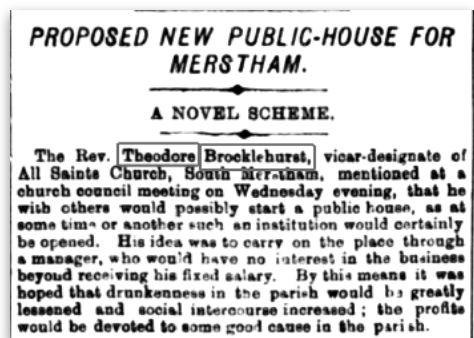 PROPOSED NEW PUBLIC-HOUSE FOR
MERSTHAM.
A NOVEL SCHEME.
The Rev. Theodore Brocklehurst, vicar-designate of
All Saints Church, South Merstham, mentioned at a
church council meeting on Wednesday evening, that he
with others would possibly start a public house, as at
some time or another such an institution would certainly
be opened. His idea was to carry on the place through
a manager, who would have no interest in the business
beyond receiving his fixed salary. By this means it was
hoped that drunkenness in the parish would be greatly
lessened and social intercourse increased; the profits
would be devoted to some good cause in the parish.